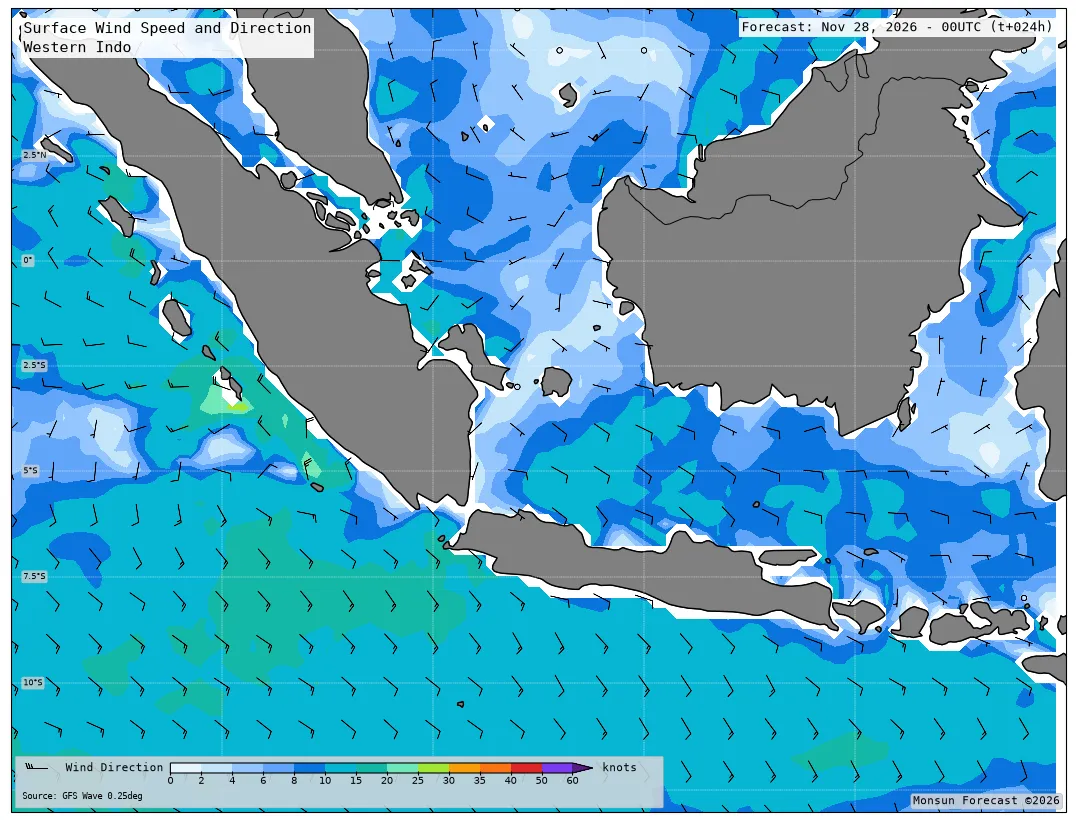 Surface Wind Speed and Direction
Western Indo
Forecast: Nov 28, 2026 - 00UTC (t+024h)
2.5°N
0°
2.5°S
5°S
7.5°S
10°S
Wind Direction
0 2 4 6 8 10 15 20 25 30 35 40 50 60
knots
Source: GFS Wave 0.25deg
Monsun Forecast ©2026